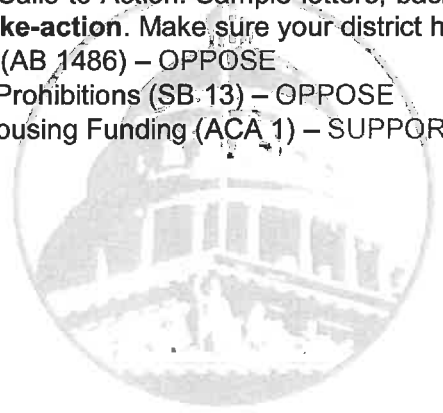 Calls to Action. Sample letters,
ke-action. Make sure your district h
(AB 1486) – OPPOSE
Prohibitions (SB 13) – OPPOSE
ousing Funding (ACA 1) – SUPPOR